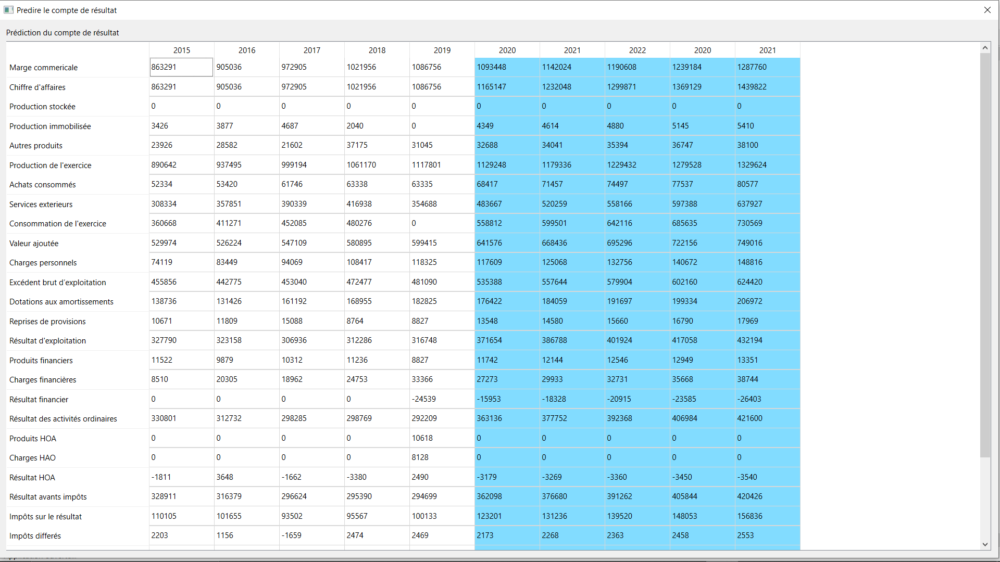 Predire le compte de résultat
Prédiction du compte de résultat
2015 2016 2017 2018 2019 2020 2021 2022 2020 2021
Marge commericale 863291 905036 972905 1021956 1086756 1093448 1142024 1190608 1239184 1287760
Chiffre d'affaires 863291 905036 972905 1021956 1086756 1165147 1232048 1299871 1369129 1439822
Production stockée 0 0 0 0 0 0 0 0 0 0
Production immobilisée 3426 3877 4687 2040 0 4349 4614 4880 5145 5410
Autres produits 23926 28582 21602 37175 31045 32688 34041 35394 36747 38100
Production de l'exercice 890642 937495 999194 1061170 1117801 1129248 1179336 1229432 1279528 1329624
Achats consommés 52334 53420 61746 63338 63335 68417 71457 74497 77537 80577
Services exterieurs 308334 357851 390339 416938 354688 483667 520259 558166 597388 637927
Consommation de l'exercice 360668 411271 452085 480276 0 558812 599501 642116 685635 730569
Valeur ajoutée 529974 526224 547109 580895 599415 641576 668436 695296 722156 749016
Charges personnels 74119 83449 94069 108417 118325 117609 125068 132756 140672 148816
Excédent brut d'exploitation 455856 442775 453040 472477 481090 535388 557644 579904 602160 624420
Dotations aux amortissements 138736 131426 161192 168955 182825 176422 184059 191697 199334 206972
Reprises de provisions 10671 11809 15088 8764 8827 13548 14580 15660 16790 17969
Résultat d'exploitation 327790 323158 306936 312286 316748 371654 386788 401924 417058 432194
Produits financiers 11522 9879 10312 11236 8827 11742 12144 12546 12949 13351
Charges financières 8510 20305 18962 24753 33366 27273 29933 32731 35668 38744
Résultat financier 0 0 0 0 -24539 -15953 -18328 -20915 -23585 -26403
Résultat des activités ordinaires 330801 312732 298285 298769 292209 363136 377752 392368 406984 421600
Produits HOA 0 0 0 0 10618 0 0 0 0 0
Charges HAO 0 0 0 0 8128 0 0 0 0 0
Résultat HOA -1811 3648 -1662 -3380 2490 -3179 -3269 -3360 -3450 -3540
Résultat avants impôts 328911 316379 296624 295390 294699 362098 376680 391262 405844 420426
Impôts sur le résultat 110105 101655 93502 95567 100133 123201 131236 139520 148053 156836
Impôts differés 2203 1156 -1659 2474 2469 2173 2268 2363 2458 2553